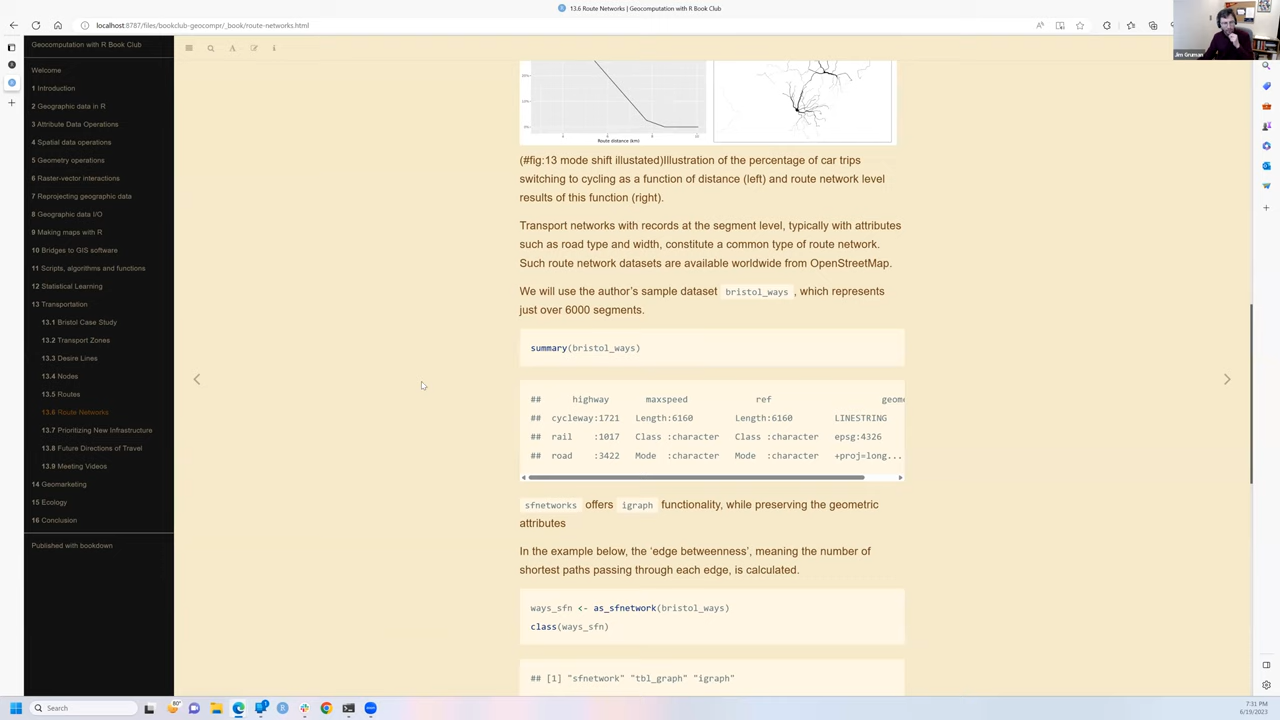 13.6 Route Networks | Geocomputation with R Book Club
localhost:8787/files/bookclub-geocompr/_book/route-networks.html
Jim Gruman
Geocomputation with R Book Club
Welcome
1 Introduction
2 Geographic data in R
3 Attribute Data Operations
4 Spatial data operations
5 Geometry operations
6 Raster-vector interactions
7 Reprojecting geographic data
8 Geographic data I/O
9 Making maps with R
10 Bridges to GIS software
11 Scripts, algorithms and functions
12 Statistical Learning
13 Transportation
13.1 Bristol Case Study
13.2 Transport Zones
13.3 Desire Lines
13.4 Nodes
13.5 Routes
13.6 Route Networks
13.7 Prioritizing New Infrastructure
13.8 Future Directions of Travel
13.9 Meeting Videos
14 Geomarketing
15 Ecology
16 Conclusion
Published with bookdown
Route distance (km)
(#fig:13 mode shift illustated)Illustration of the percentage of car trips
switching to cycling as a function of distance (left) and route network level
results of this function (right).
Transport networks with records at the segment level, typically with attributes
such as road type and width, constitute a common type of route network.
Such route network datasets are available worldwide from OpenStreetMap.
We will use the author's sample dataset bristol_ways, which represents
just over 6000 segments.
summary(bristol_ways)
## highway maxspeed ref geome
## cycleway:1721 Length:6160 Length:6160 LINESTRING
## rail :1017 Class :character Class :character epsg:4326
## road :3422 Mode :character Mode :character +proj=long...
sfnetworks offers igraph functionality, while preserving the geometric
attributes
In the example below, the 'edge betweenness', meaning the number of
shortest paths passing through each edge, is calculated.
ways_sfn <- as_sfnetwork(bristol_ways)
class(ways_sfn)
## [1] "sfnetwork" "tbl_graph" "igraph"
Search
80°
7:31 PM
6/19/2023